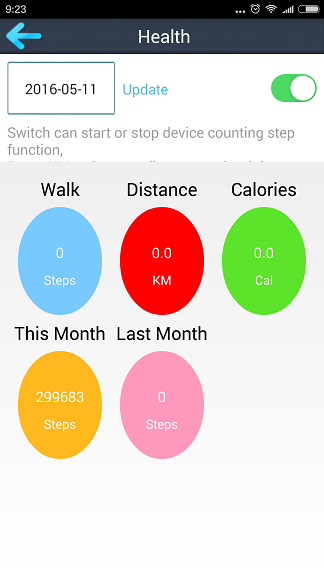 9:23
Health
2016-05-11 Update
Switch can start or stop device counting step
function,
Walk Distance Calories
0 0.0 0.0
Steps KM Cal
This Month Last Month
299683 0
Steps Steps